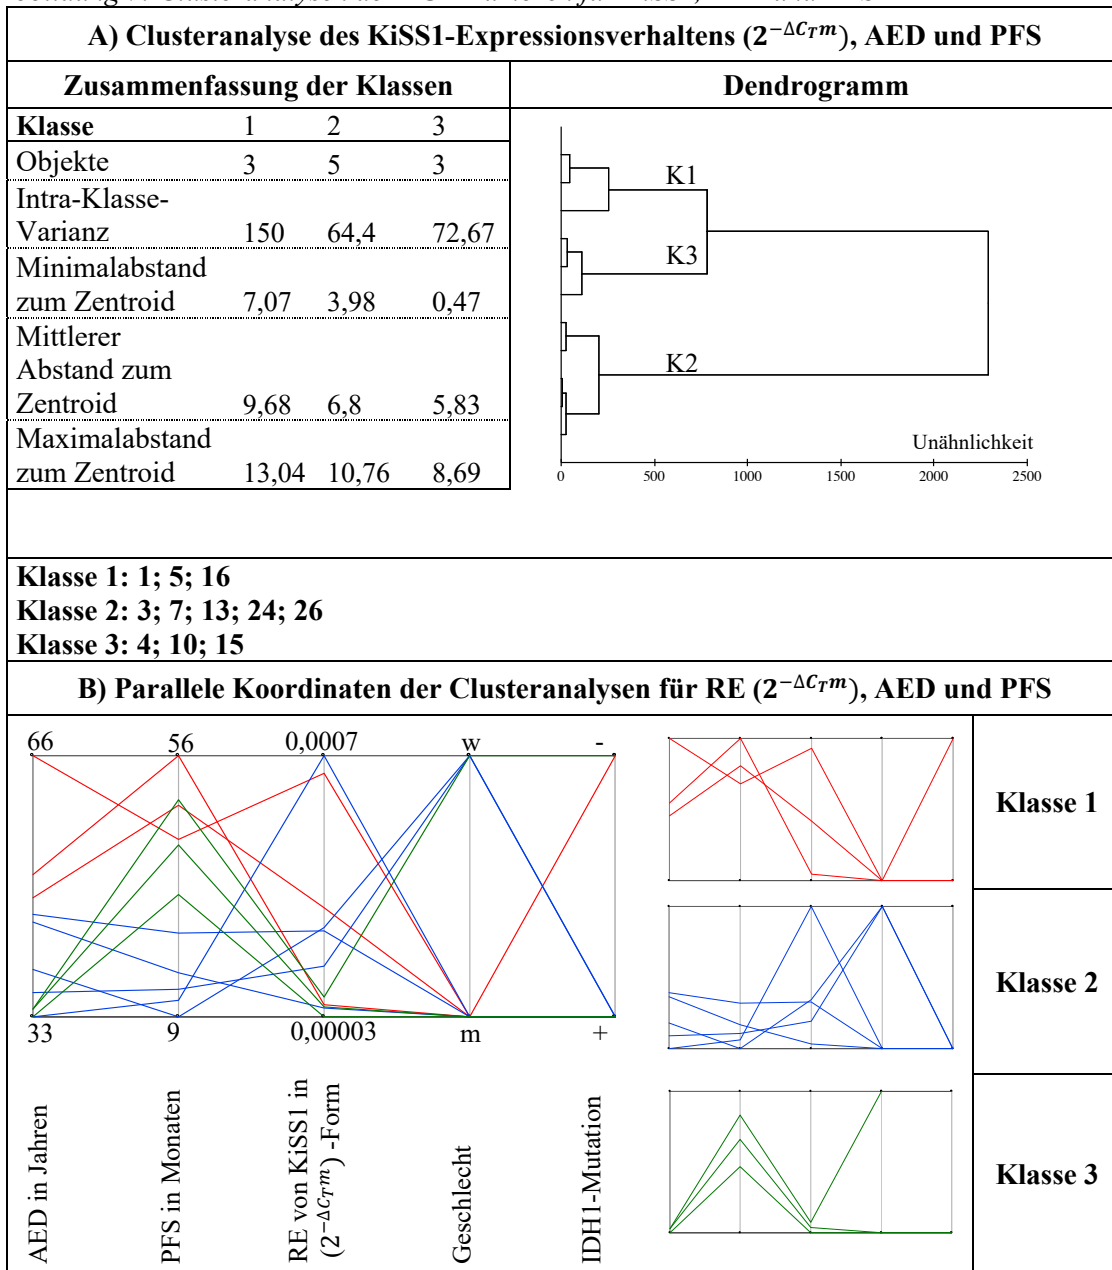 A) Clusteranalyse des KiSS1-Expressionsverhaltens (2^{-ΔC_T m}), AED und PFS
Zusammenfassung der Klassen
Klasse 1 2 3
Objekte 3 5 3
Intra-Klasse-
Varianz 150 64,4 72,67
Minimalabstand
zum Zentroid 7,07 3,98 0,47
Mittlerer
Abstand zum
Zentroid 9,68 6,8 5,83
Maximalabstand
zum Zentroid 13,04 10,76 8,69
Dendrogramm
K1
K3
K2
Unähnlichkeit
0 500 1000 1500 2000 2500
Klasse 1: 1; 5; 16
Klasse 2: 3; 7; 13; 24; 26
Klasse 3: 4; 10; 15
B) Parallele Koordinaten der Clusteranalysen für RE (2^{-ΔC_T m}), AED und PFS
66 56 0,0007 w -
33 9 0,00003 m +
AED in Jahren
PFS in Monaten
RE von KiSS1 in
(2^{-ΔC_T m}) -Form
Geschlecht
IDH1-Mutation
Klasse 1
Klasse 2
Klasse 3